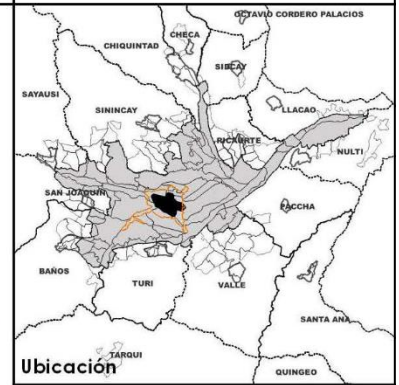 OCTAVIO CORDERO PALACIOS
CHECA
CHIQUINTAD
SIDCAY
SAYAUSI
LLACAO
SININCAY
RICAURTE
NULTI
SAN JOAQUIN
PACCHA
BAÑOS
TURI
VALLE
SANTA ANA
TARQUI
Ubicación
QUINGEO